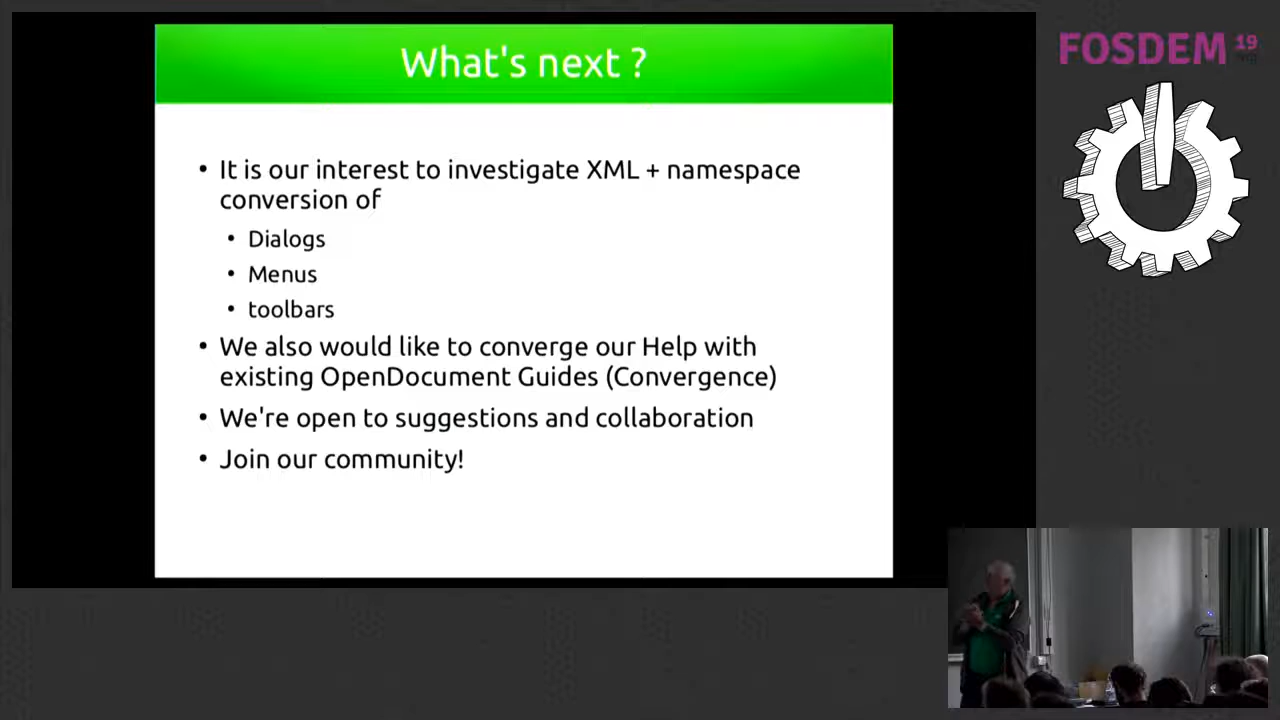 What's next ?
• It is our interest to investigate XML + namespace
conversion of
• Dialogs
• Menus
• toolbars
• We also would like to converge our Help with
existing OpenDocument Guides (Convergence)
• We're open to suggestions and collaboration
• Join our community!
FOSDEM 19